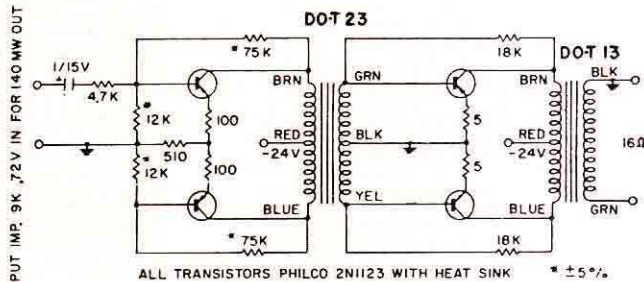 DO-T 23
DO-T 13
* 75K
18K
1/15V
4.7K
BRN
GRN
BRN
BLK
*
12K
100
5
510
RED
-24V
BLK
RED
-24V
16Ω
*
12K
100
5
BLUE
YEL
BLUE
GRN
* 75K
18K
PUT IMP, 9K ,72V IN FOR 140 MW OUT
ALL TRANSISTORS PHILCO 2N1123 WITH HEAT SINK * ±5%